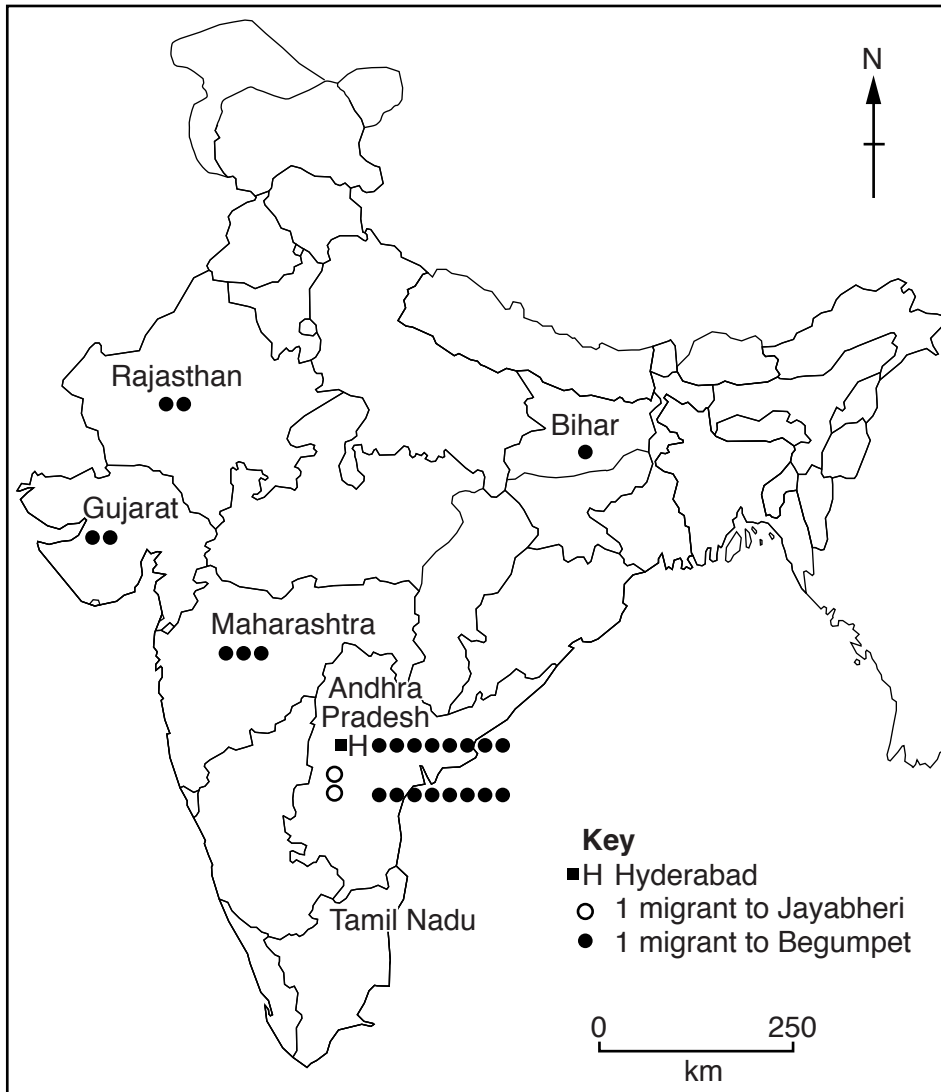 N
Rajasthan
Bihar
Gujarat
Maharashtra
Andhra
Pradesh
H
Tamil Nadu
Key
H Hyderabad
1 migrant to Jayabheri
1 migrant to Begumpet
0 250
km